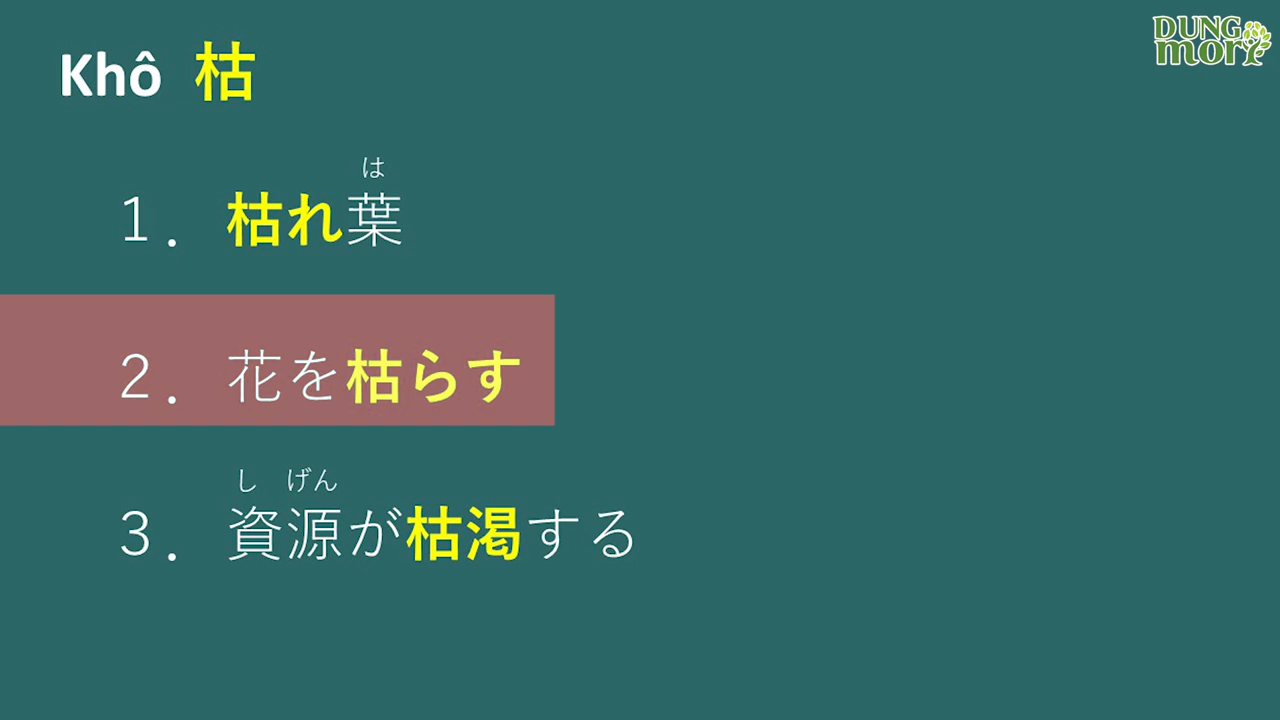 DUNG
mori
Khô 枯
は
1． 枯れ葉
2． 花を枯らす
し げん
3． 資源が枯渇する